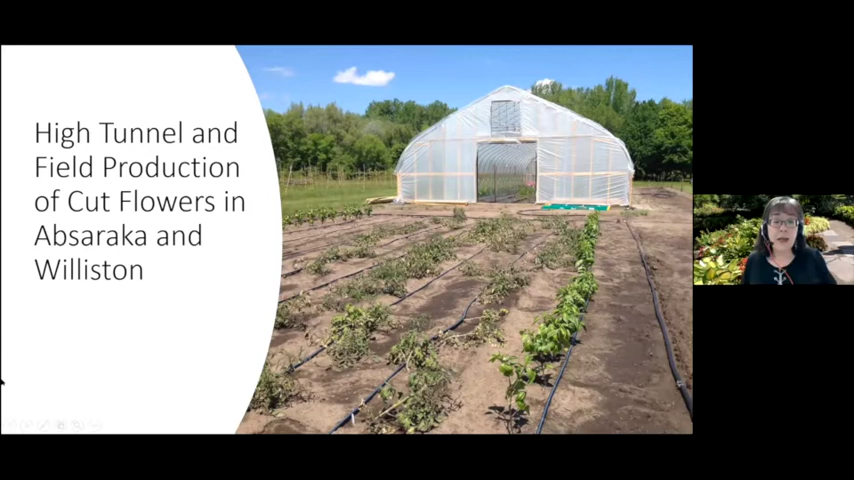 High Tunnel and
Field Production
of Cut Flowers in
Absaraka and
Williston